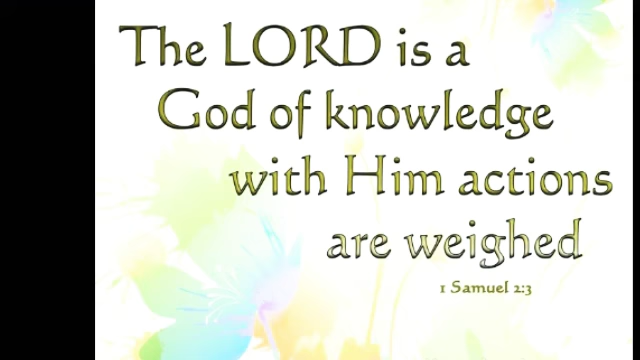 The LORD is a
God of knowledge
with Him actions
are weighed
1 Samuel 2:3